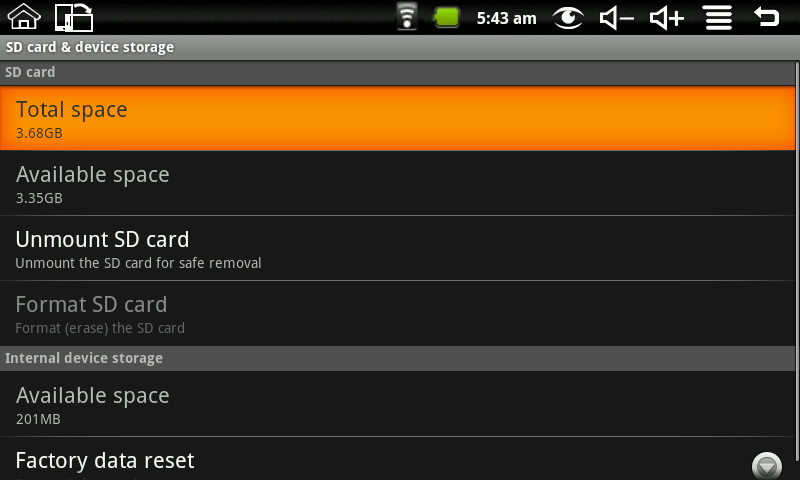 5:43 am
SD card & device storage
SD card
Total space
3.68GB
Available space
3.35GB
Unmount SD card
Unmount the SD card for safe removal
Format SD card
Format (erase) the SD card
Internal device storage
Available space
201MB
Factory data reset